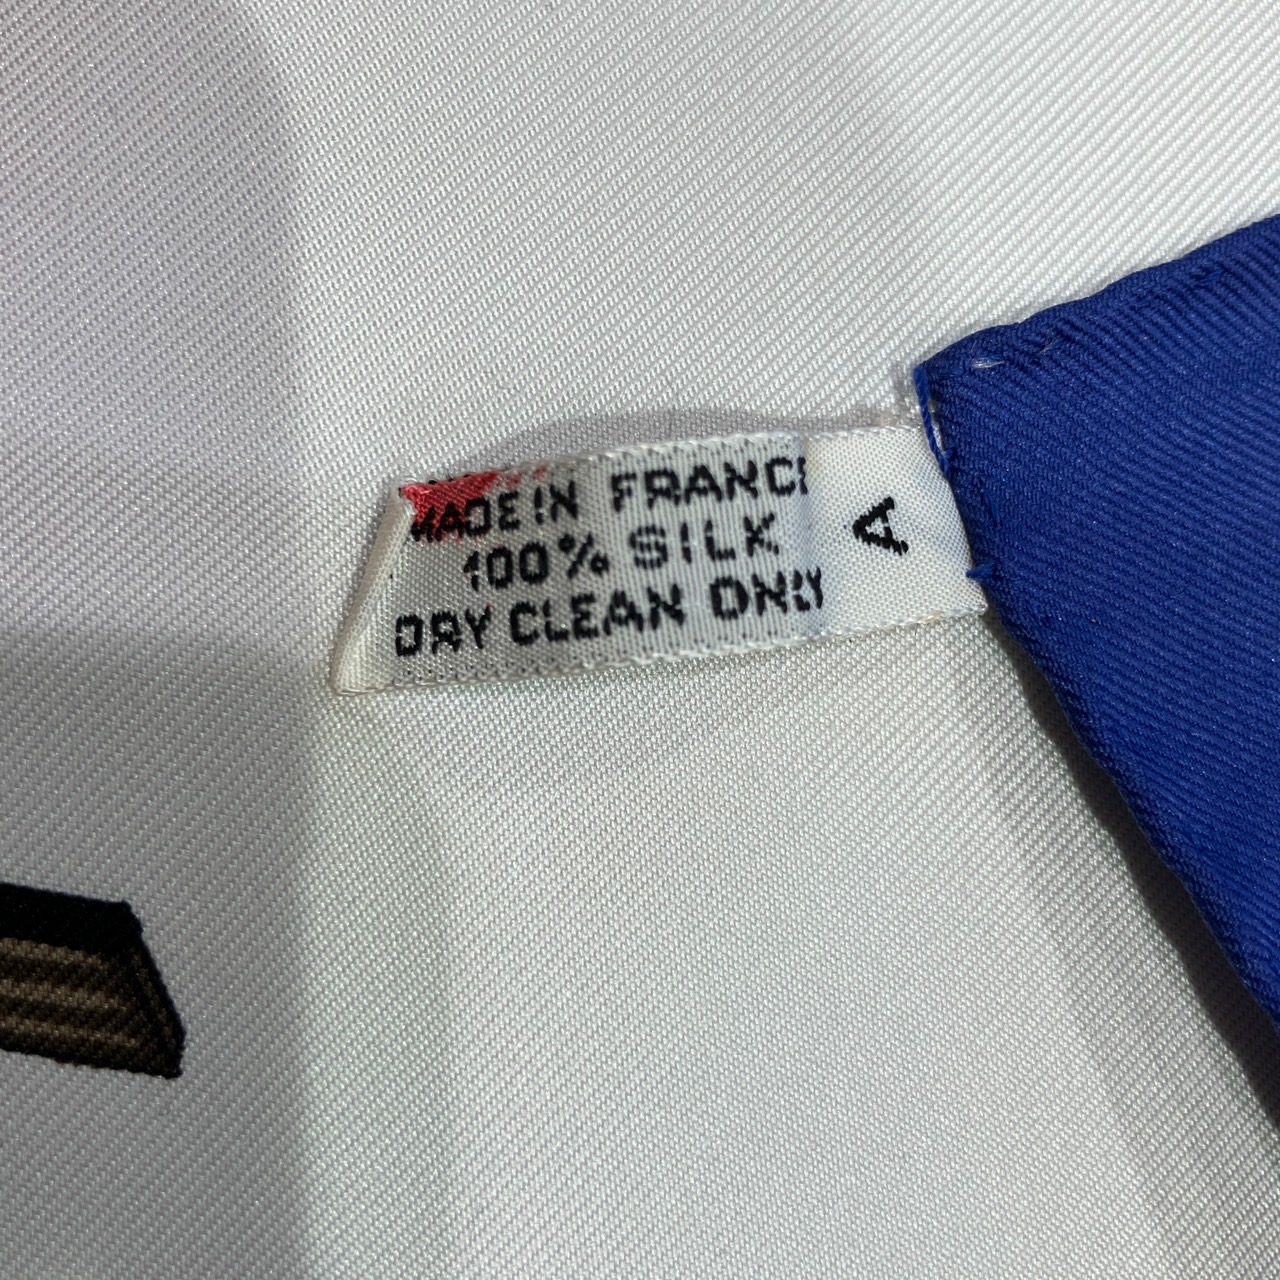 MADE IN FRANCE
100% SILK
DRY CLEAN ONLY
A